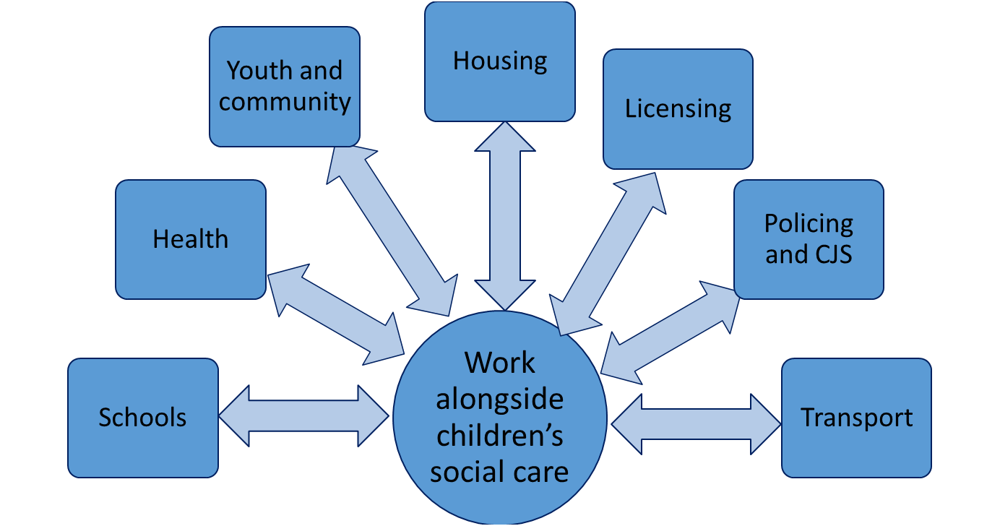 Housing
Youth and
community
Licensing
Health
Policing
and CJS
Schools
Work
alongside
children’s
social care
Transport